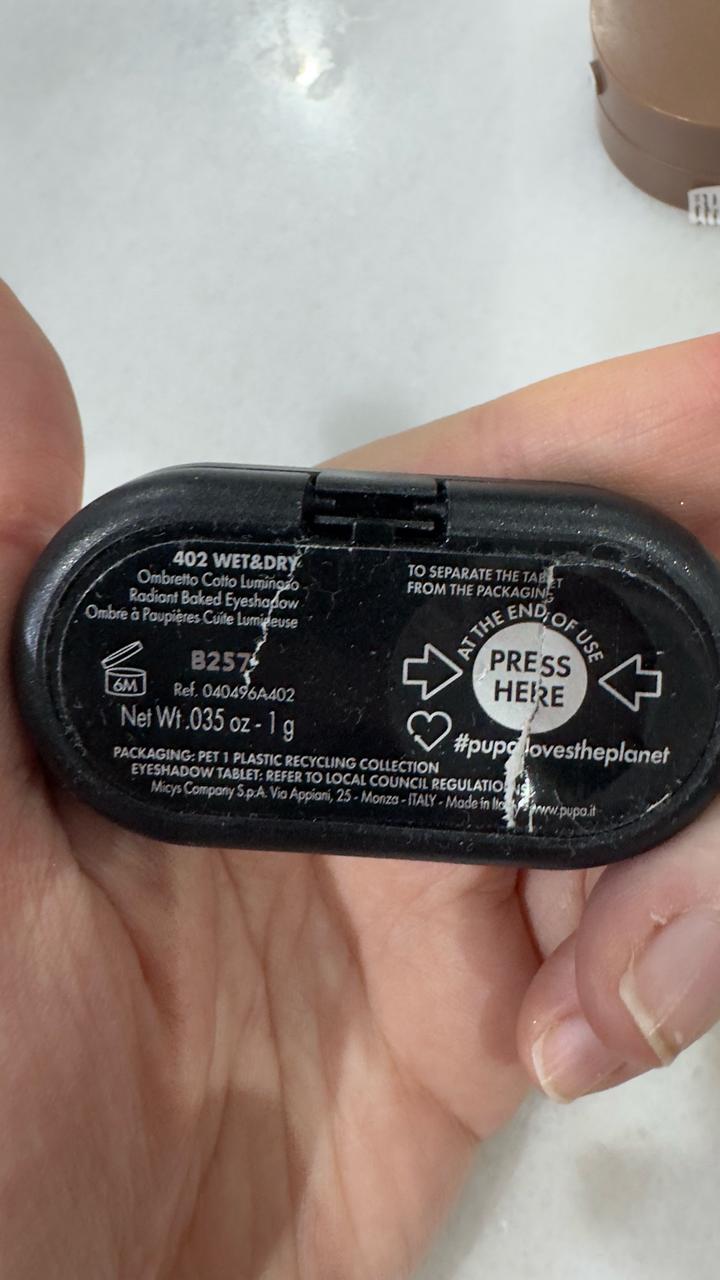 402 WET&DRY
Ombretto Cotto Luminoso
Radiant Baked Eyeshadow
Ombre à Paupières Cuite Lumineuse
B257
6M
Ref. 040496A402
Net Wt .035 oz - 1 g
TO SEPARATE THE TABLET
FROM THE PACKAGING
AT THE END OF USE
PRESS
HERE
#pupalovestheplanet
PACKAGING: PET 1 PLASTIC RECYCLING COLLECTION
EYESHADOW TABLET: REFER TO LOCAL COUNCIL REGULATIONS
Micys Company S.p.A. Via Appiani, 25 - Monza - ITALY - Made in Italy www.pupa.it